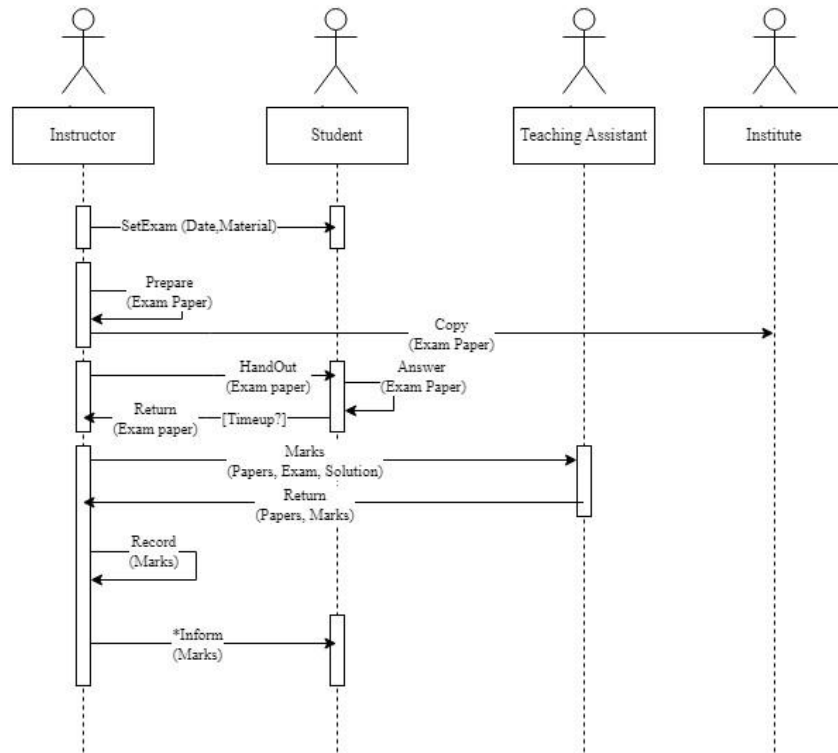 Instructor
Student
Teaching Assistant
Institute
SetExam (Date,Material)
Prepare
(Exam Paper)
Copy
(Exam Paper)
HandOut
(Exam paper)
Answer
(Exam Paper)
Return
(Exam paper)
[Timeup?]
Marks
(Papers, Exam, Solution)
Return
(Papers, Marks)
Record
(Marks)
*Inform
(Marks)